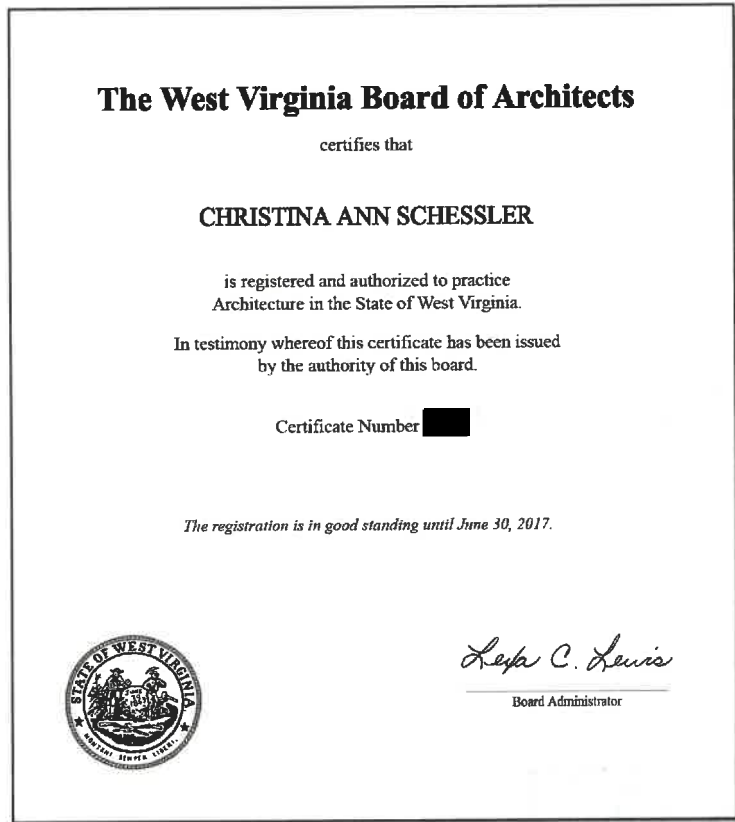 The West Virginia Board of Architects
certifies that
CHRISTINA ANN SCHESSLER
is registered and authorized to practice
Architecture in the State of West Virginia.
In testimony whereof this certificate has been issued
by the authority of this board.
Certificate Number
The registration is in good standing until June 30, 2017.
STATE OF WEST VIRGINIA
MONTANI SEMPER LIBERI.
Lexa C. Lewis
Board Administrator